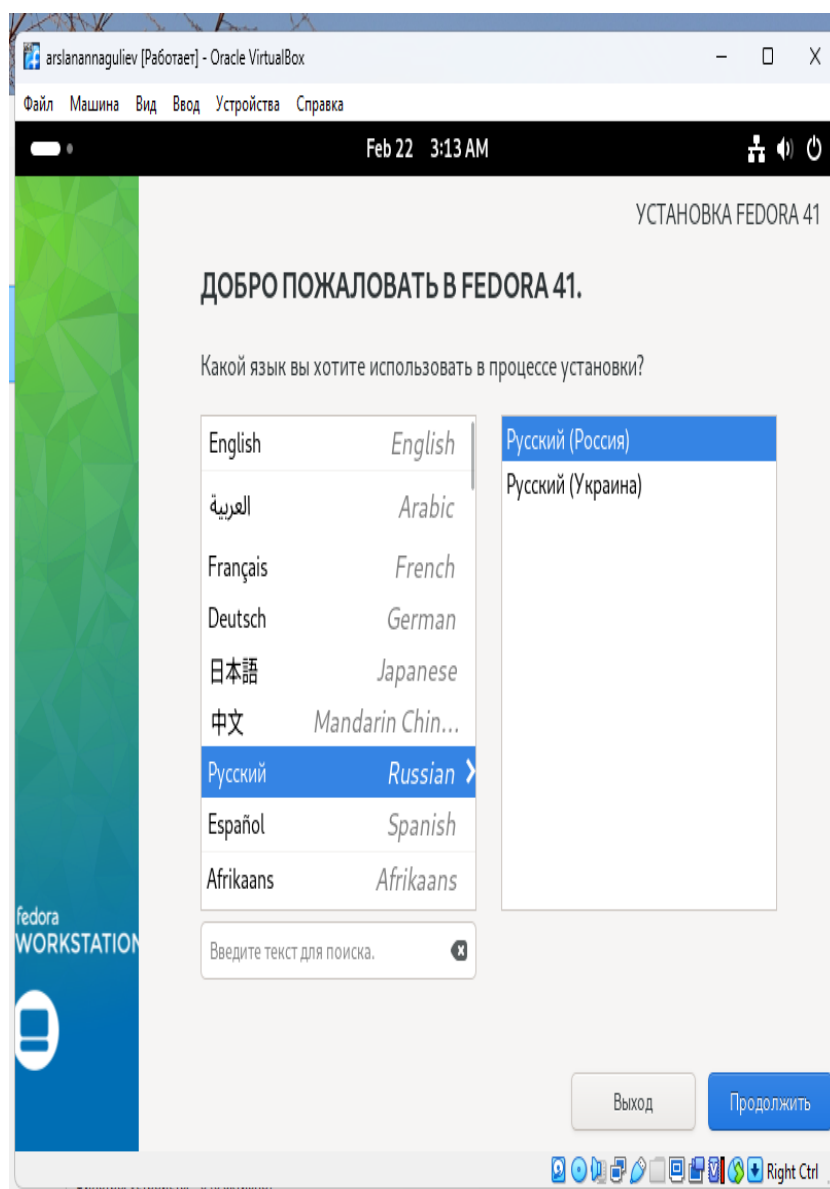 arslanannaguliev [Работает] - Oracle VirtualBox
Файл Машина Вид Ввод Устройства Справка
Feb 22 3:13 AM
УСТАНОВКА FEDORA 41
ДОБРО ПОЖАЛОВАТЬ В FEDORA 41.
Какой язык вы хотите использовать в процессе установки?
English English
العربية Arabic
Français French
Deutsch German
日本語 Japanese
中文 Mandarin Chin...
Русский Russian
Español Spanish
Afrikaans Afrikaans
Русский (Россия)
Русский (Украина)
Введите текст для поиска.
fedora
WORKSTATION
Выход Продолжить
Right Ctrl